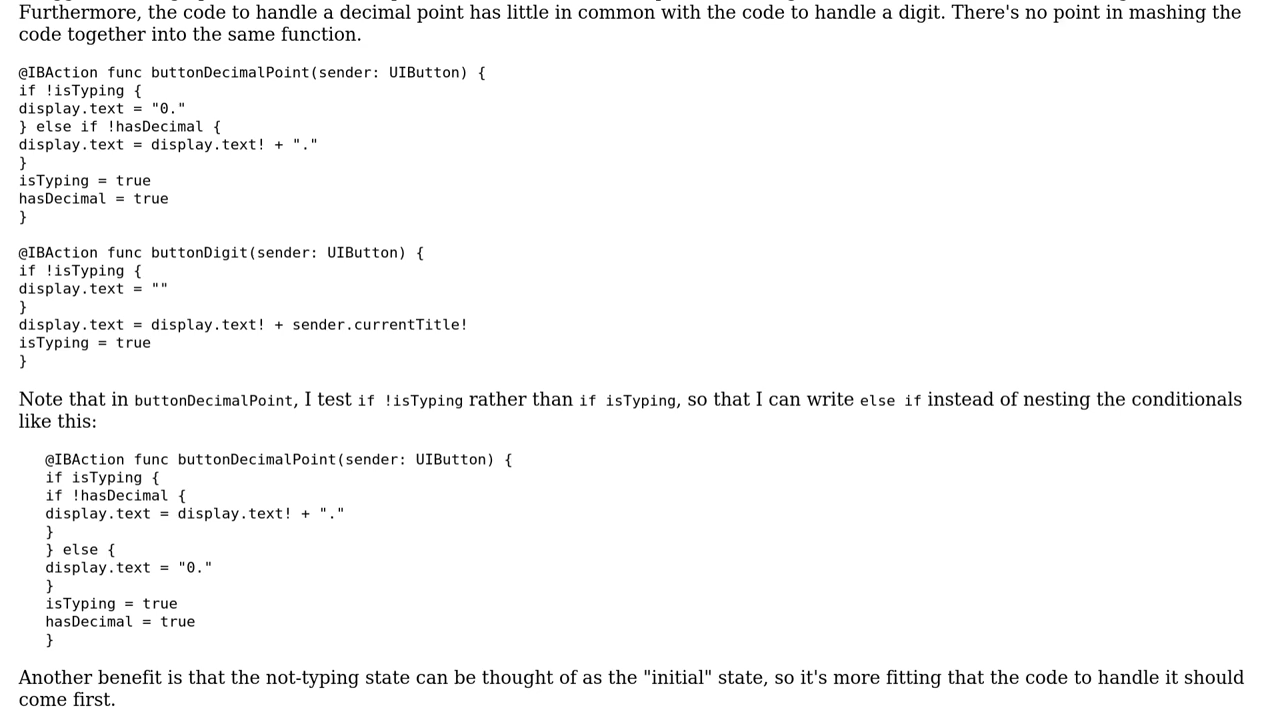 Furthermore, the code to handle a decimal point has little in common with the code to handle a digit. There's no point in mashing the
code together into the same function.
@IBAction func buttonDecimalPoint(sender: UIButton) {
if !isTyping {
display.text = "0."
} else if !hasDecimal {
display.text = display.text! + "."
}
isTyping = true
hasDecimal = true
}
@IBAction func buttonDigit(sender: UIButton) {
if !isTyping {
display.text = ""
}
display.text = display.text! + sender.currentTitle!
isTyping = true
}
Note that in buttonDecimalPoint, I test if !isTyping rather than if isTyping, so that I can write else if instead of nesting the conditionals
like this:
@IBAction func buttonDecimalPoint(sender: UIButton) {
if isTyping {
if !hasDecimal {
display.text = display.text! + "."
}
} else {
display.text = "0."
}
isTyping = true
hasDecimal = true
}
Another benefit is that the not-typing state can be thought of as the "initial" state, so it's more fitting that the code to handle it should
come first.